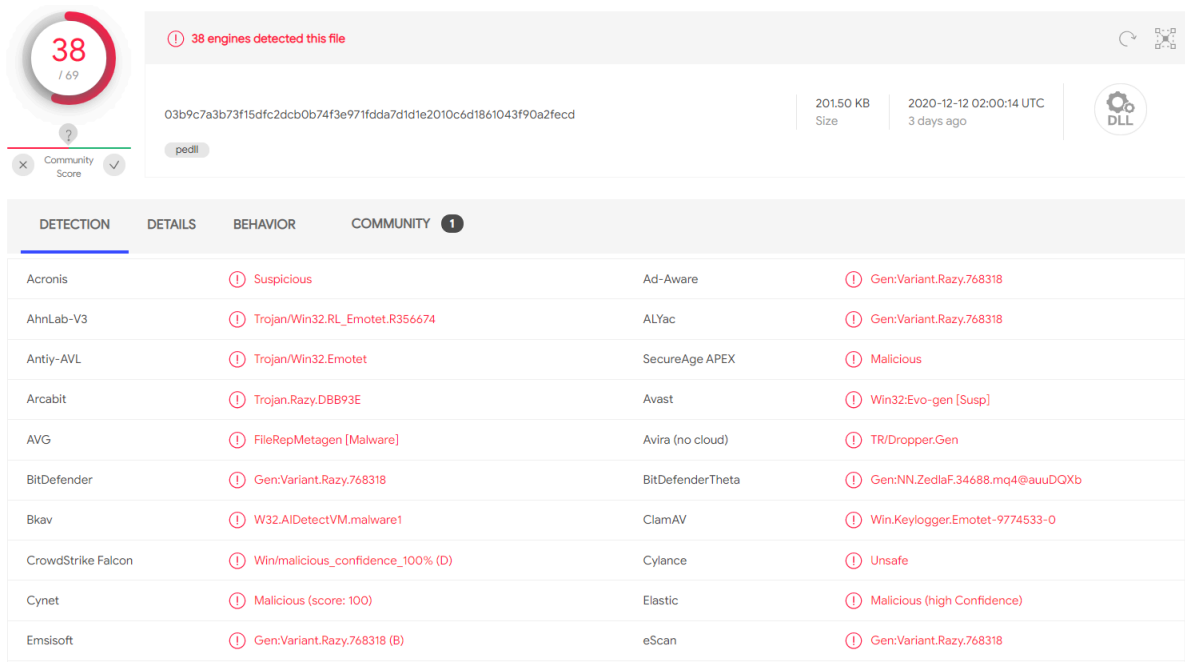 38
/ 69
?
Community
Score
38 engines detected this file
03b9c7a3b73f15dfc2dcb0b74f3e971fdda7d1d1e2010c6d1861043f90a2fecd
pedll
201.50 KB
Size
2020-12-12 02:00:14 UTC
3 days ago
DLL
DETECTION DETAILS BEHAVIOR COMMUNITY 1
Acronis Suspicious Ad-Aware Gen:Variant.Razy.768318
AhnLab-V3 Trojan/Win32.RL_Emotet.R356674 ALYac Gen:Variant.Razy.768318
Antiy-AVL Trojan/Win32.Emotet SecureAge APEX Malicious
Arcabit Trojan.Razy.DBB93E Avast Win32:Evo-gen [Susp]
AVG FileRepMetagen [Malware] Avira (no cloud) TR/Dropper.Gen
BitDefender Gen:Variant.Razy.768318 BitDefenderTheta Gen:NN.ZedlaF.34688.mq4@auuDQXb
Bkav W32.AIDetectVM.malware1 ClamAV Win.Keylogger.Emotet-9774533-0
CrowdStrike Falcon Win/malicious_confidence_100% (D) Cylance Unsafe
Cynet Malicious (score: 100) Elastic Malicious (high Confidence)
Emsisoft Gen:Variant.Razy.768318 (B) eScan Gen:Variant.Razy.768318